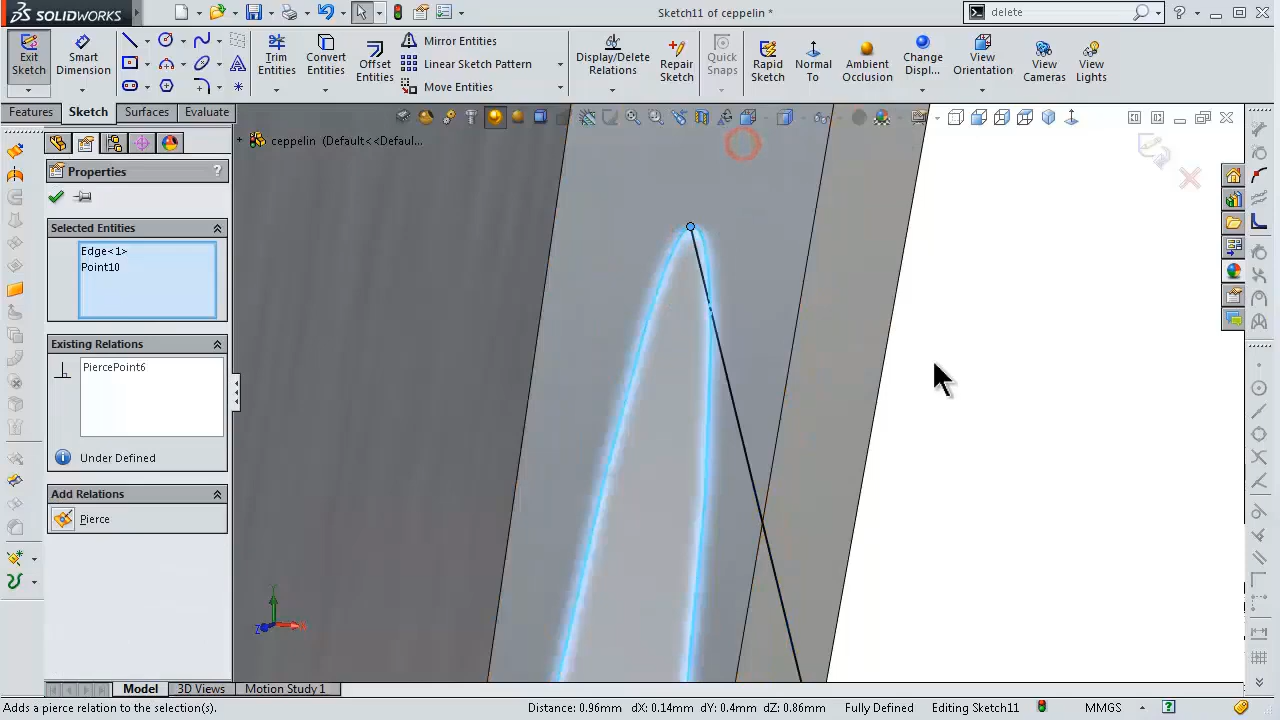 SOLIDWORKS
Sketch11 of ceppelin *
delete
Exit Sketch
Smart Dimension
Trim Entities
Convert Entities
Offset Entities
Mirror Entities
Linear Sketch Pattern
Move Entities
Display/Delete Relations
Repair Sketch
Quick Snaps
Rapid Sketch
Normal To
Ambient Occlusion
Change Displ...
View Orientation
View Cameras
View Lights
Features
Sketch
Surfaces
Evaluate
ceppelin (Default<<Defaul...
Properties
?
Selected Entities
Edge<1>
Point10
Existing Relations
PiercePoint6
Under Defined
Add Relations
Pierce
Y
Z
Model
3D Views
Motion Study 1
Adds a pierce relation to the selection(s).
Distance: 0.96mm dX: 0.14mm dY: 0.4mm dZ: 0.86mm
Fully Defined
Editing Sketch11
MMGS
?